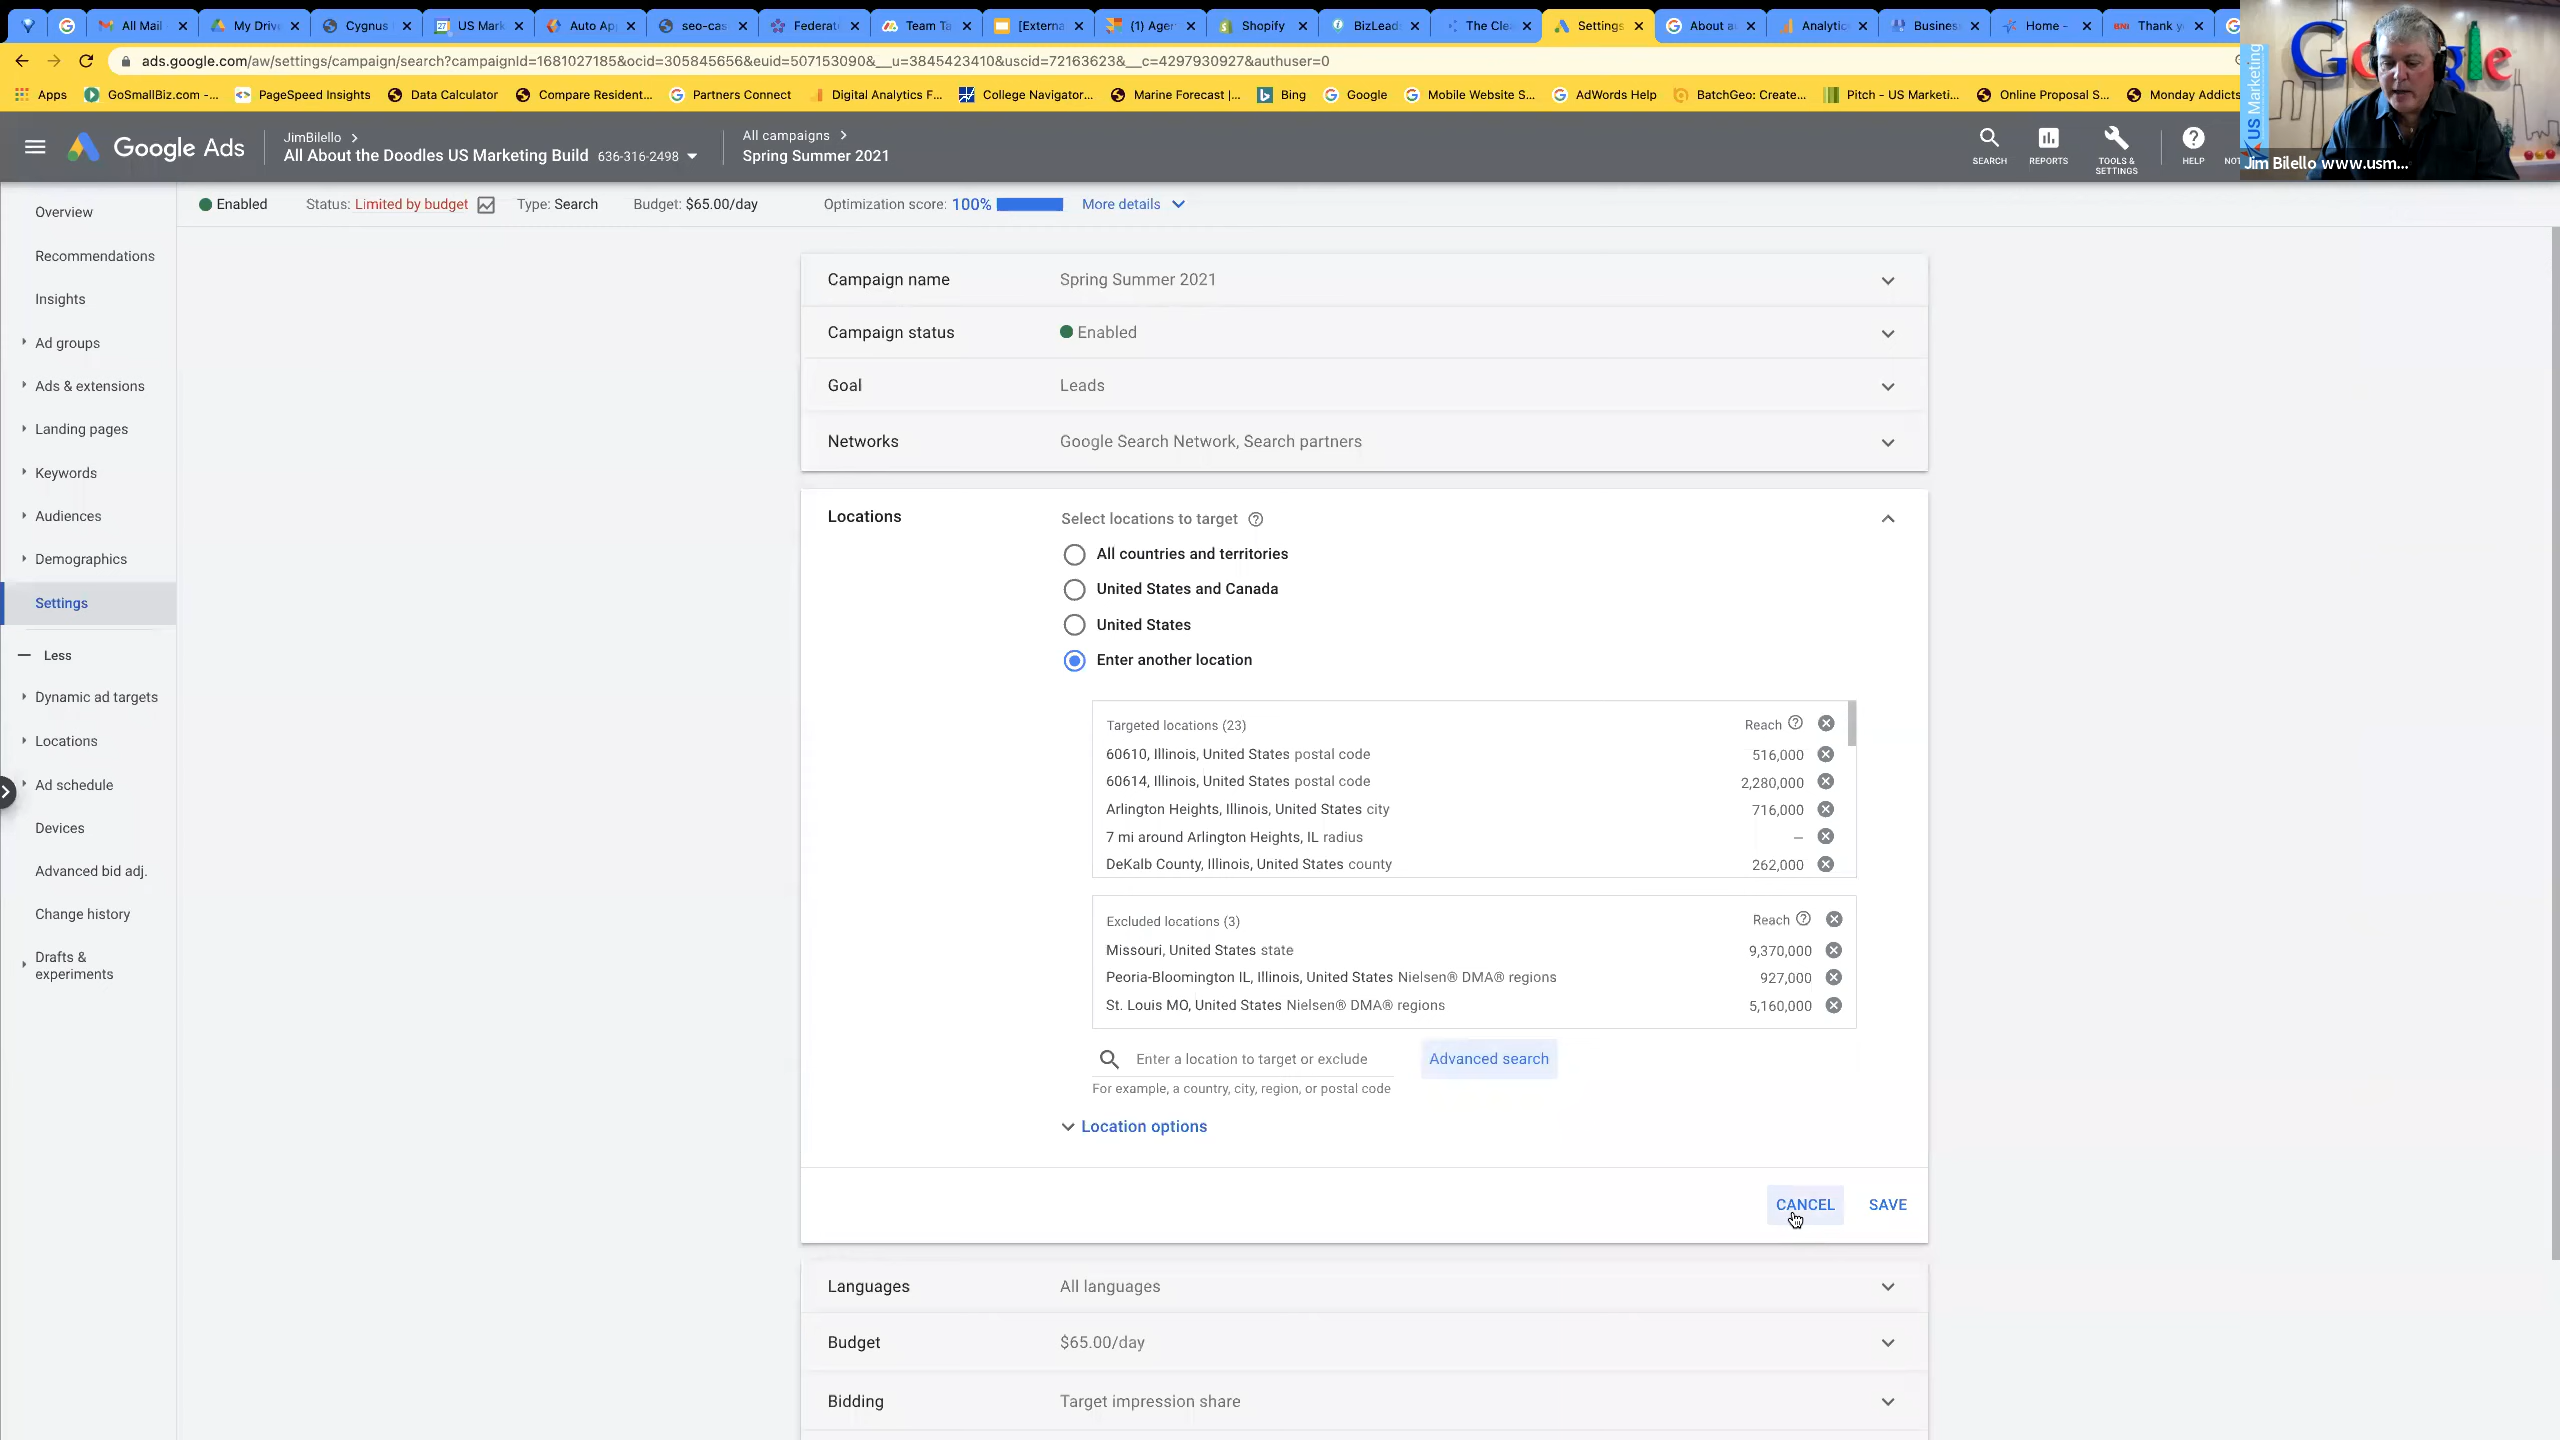 All Mail
My Drive
Cygnus
US Mark
Auto Ap
seo-cas
Federat
Team Ta
[Externa
(1) Agen
Shopify
BizLead
The Cle
Settings
About a
Analytic
Business
Home -
Thank y
ads.google.com/aw/settings/campaign/search?campaignId=1681027185&ocid=305845656&euid=507153090&__u=3845423410&uscid=72163623&__c=4297930927&authuser=0
Apps
GoSmallBiz.com -...
PageSpeed Insights
Data Calculator
Compare Resident...
Partners Connect
Digital Analytics F...
College Navigator...
Marine Forecast |...
Bing
Google
Mobile Website S...
AdWords Help
BatchGeo: Create...
Pitch - US Marketi...
Online Proposal S...
Monday Addicts
Google
US Marketing
Jim Bilello www.usm...
Google Ads
JimBilello
All About the Doodles US Marketing Build 636-316-2498
All campaigns
Spring Summer 2021
SEARCH
REPORTS
TOOLS &
SETTINGS
HELP
Enabled
Status: Limited by budget
Type: Search
Budget: $65.00/day
Optimization score: 100%
More details
Overview
Recommendations
Insights
Ad groups
Ads & extensions
Landing pages
Keywords
Audiences
Demographics
Settings
Less
Dynamic ad targets
Locations
Ad schedule
Devices
Advanced bid adj.
Change history
Drafts &
experiments
Campaign name Spring Summer 2021
Campaign status Enabled
Goal Leads
Networks Google Search Network, Search partners
Locations Select locations to target
All countries and territories
United States and Canada
United States
Enter another location
Targeted locations (23) Reach
60610, Illinois, United States postal code 516,000
60614, Illinois, United States postal code 2,280,000
Arlington Heights, Illinois, United States city 716,000
7 mi around Arlington Heights, IL radius –
DeKalb County, Illinois, United States county 262,000
Excluded locations (3) Reach
Missouri, United States state 9,370,000
Peoria-Bloomington IL, Illinois, United States Nielsen® DMA® regions 927,000
St. Louis MO, United States Nielsen® DMA® regions 5,160,000
Enter a location to target or exclude
Advanced search
For example, a country, city, region, or postal code
Location options
CANCEL
SAVE
Languages All languages
Budget $65.00/day
Bidding Target impression share